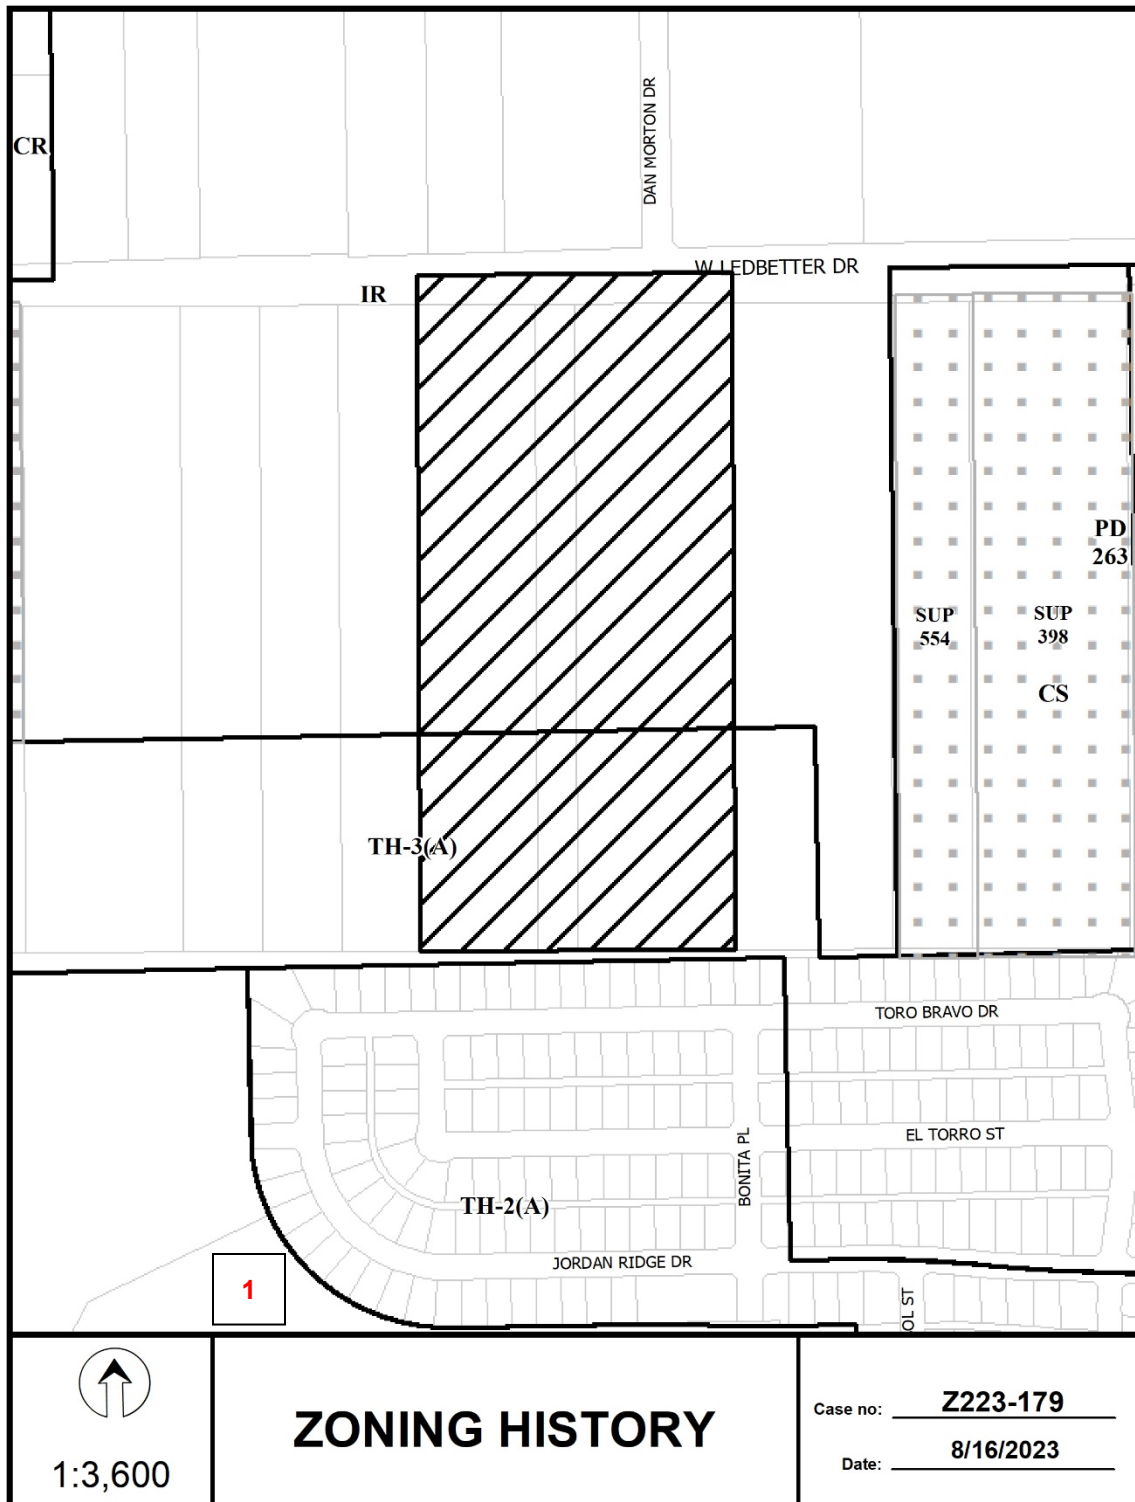 CR
DAN MORTON DR
W LEDBETTER DR
IR
PD
263
SUP
554
SUP
398
CS
TH-3(A)
TORO BRAVO DR
EL TORRO ST
BONITA PL
TH-2(A)
JORDAN RIDGE DR
1
OL ST
1:3,600
ZONING HISTORY
Case no: Z223-179
Date: 8/16/2023